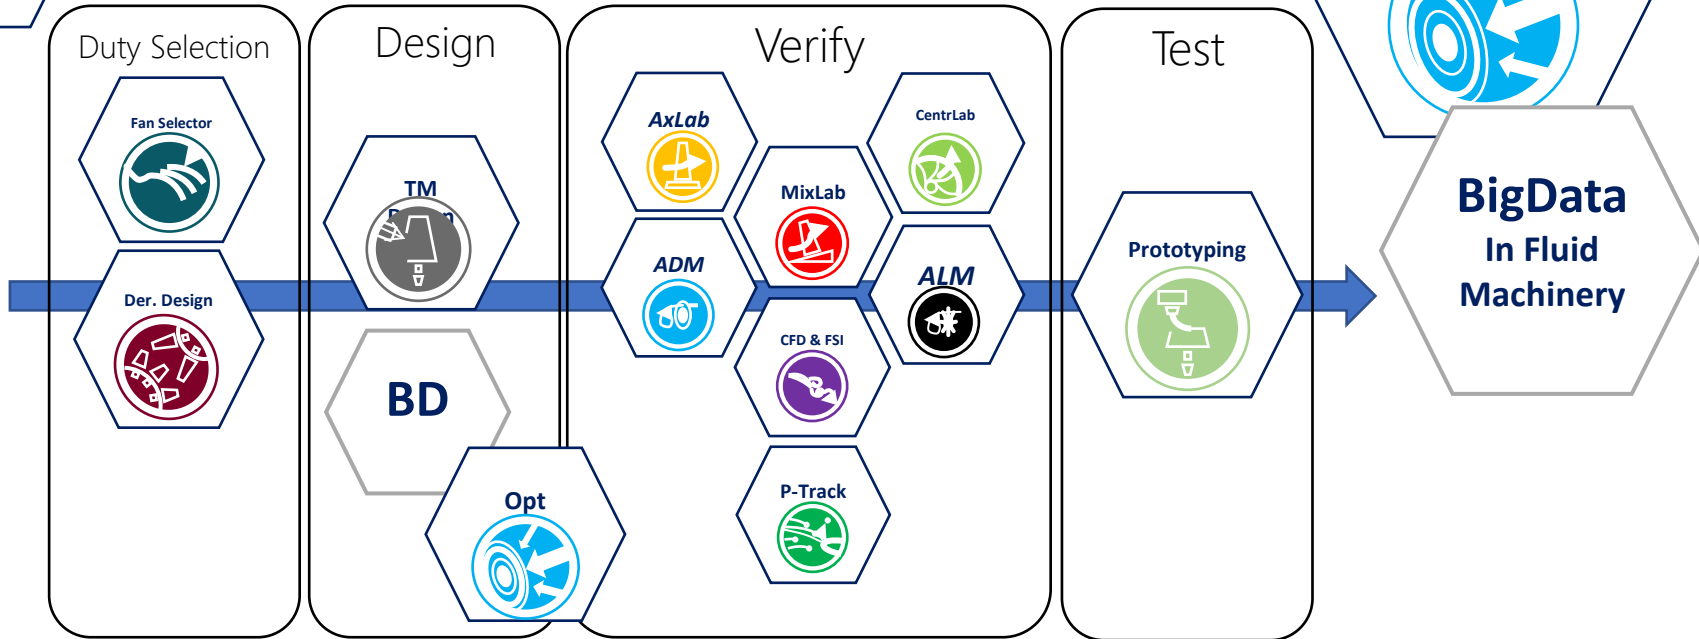 Duty Selection
Fan Selector
Der. Design
Design
TM
BD
Opt
Verify
AxLab
CentrLab
MixLab
ADM
ALM
CFD & FSI
P-Track
Test
Prototyping
BigData
In Fluid
Machinery